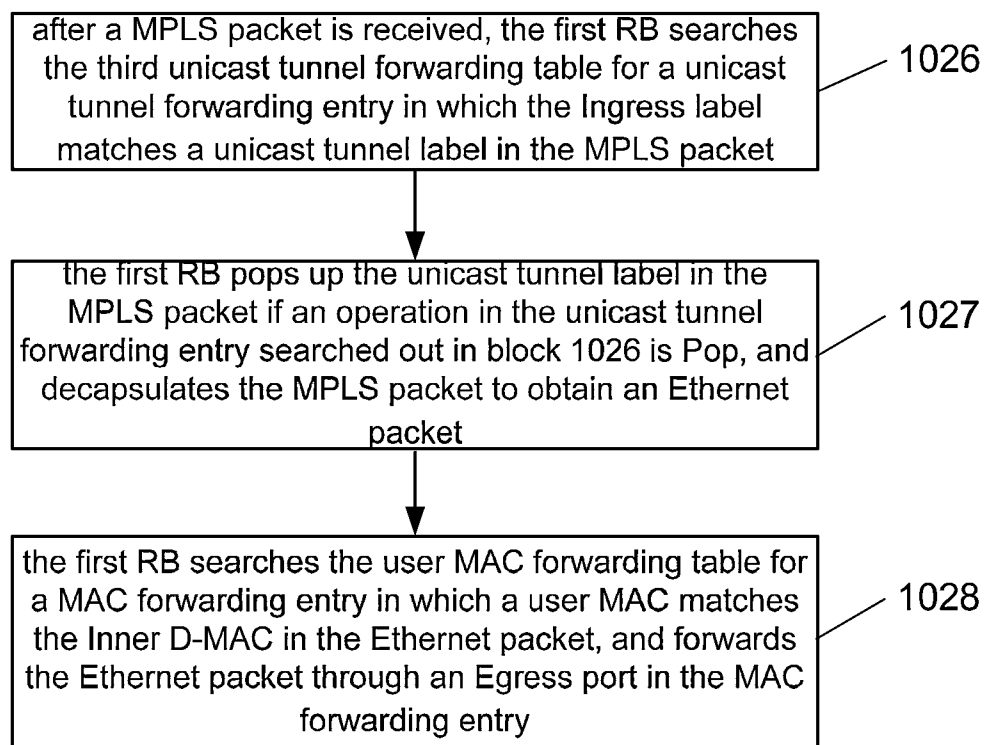 after a MPLS packet is received, the first RB searches
the third unicast tunnel forwarding table for a unicast
tunnel forwarding entry in which the Ingress label
matches a unicast tunnel label in the MPLS packet
1026
the first RB pops up the unicast tunnel label in the
MPLS packet if an operation in the unicast tunnel
forwarding entry searched out in block 1026 is Pop, and
decapsulates the MPLS packet to obtain an Ethernet
packet
1027
the first RB searches the user MAC forwarding table for
a MAC forwarding entry in which a user MAC matches
the Inner D-MAC in the Ethernet packet, and forwards
the Ethernet packet through an Egress port in the MAC
forwarding entry
1028